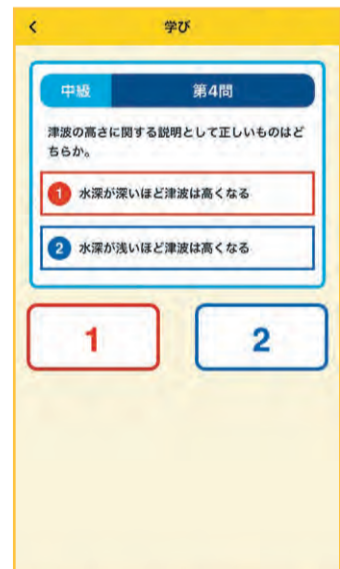 学び
中級
第4問
津波の高さに関する説明として正しいものはど
ちらか。
1 水深が深いほど津波は高くなる
2 水深が浅いほど津波は高くなる
1
2